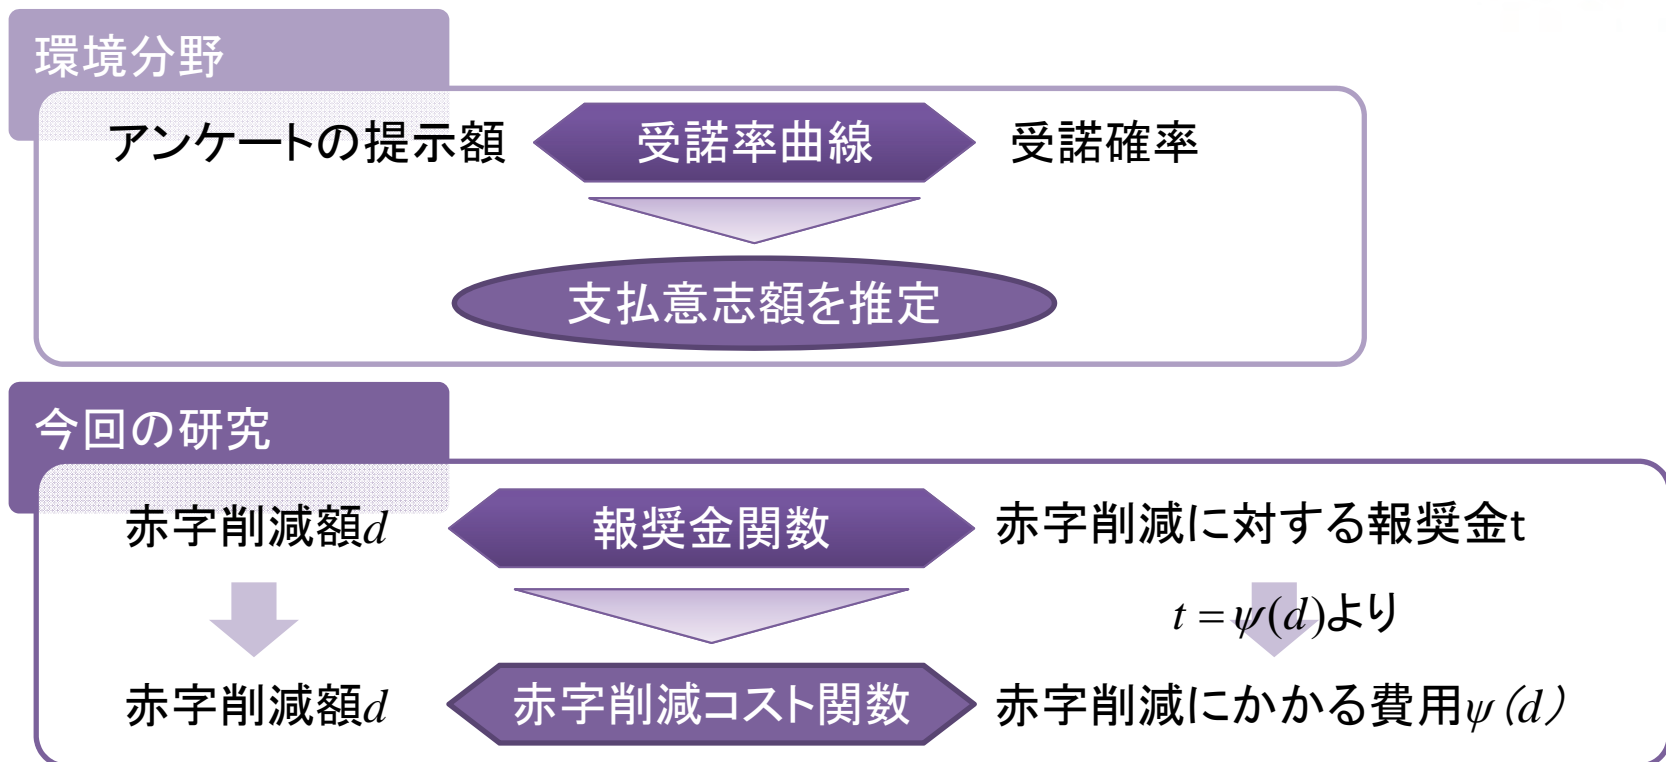 環境分野
アンケートの提示額 受諾率曲線 受諾確率
支払意志額を推定
今回の研究
赤字削減額d 報奨金関数 赤字削減に対する報奨金t
t = ψ(d)より
赤字削減額d 赤字削減コスト関数 赤字削減にかかる費用ψ(d)